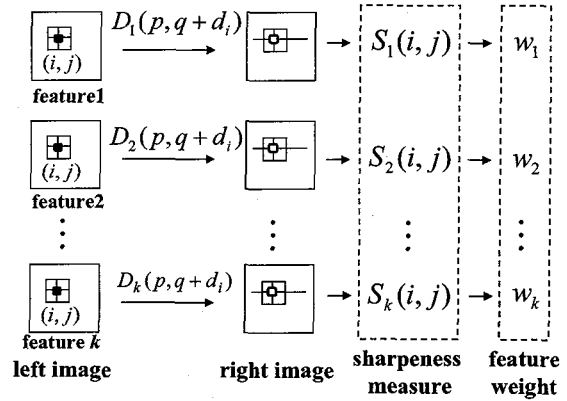 D₁(p, q + dᵢ)
(i, j)
S₁(i, j)
w₁
feature1
D₂(p, q + dᵢ)
(i, j)
S₂(i, j)
w₂
feature2
Dₖ(p, q + dᵢ)
(i, j)
Sₖ(i, j)
wₖ
feature k
left image
right image
sharpeness
measure
feature
weight